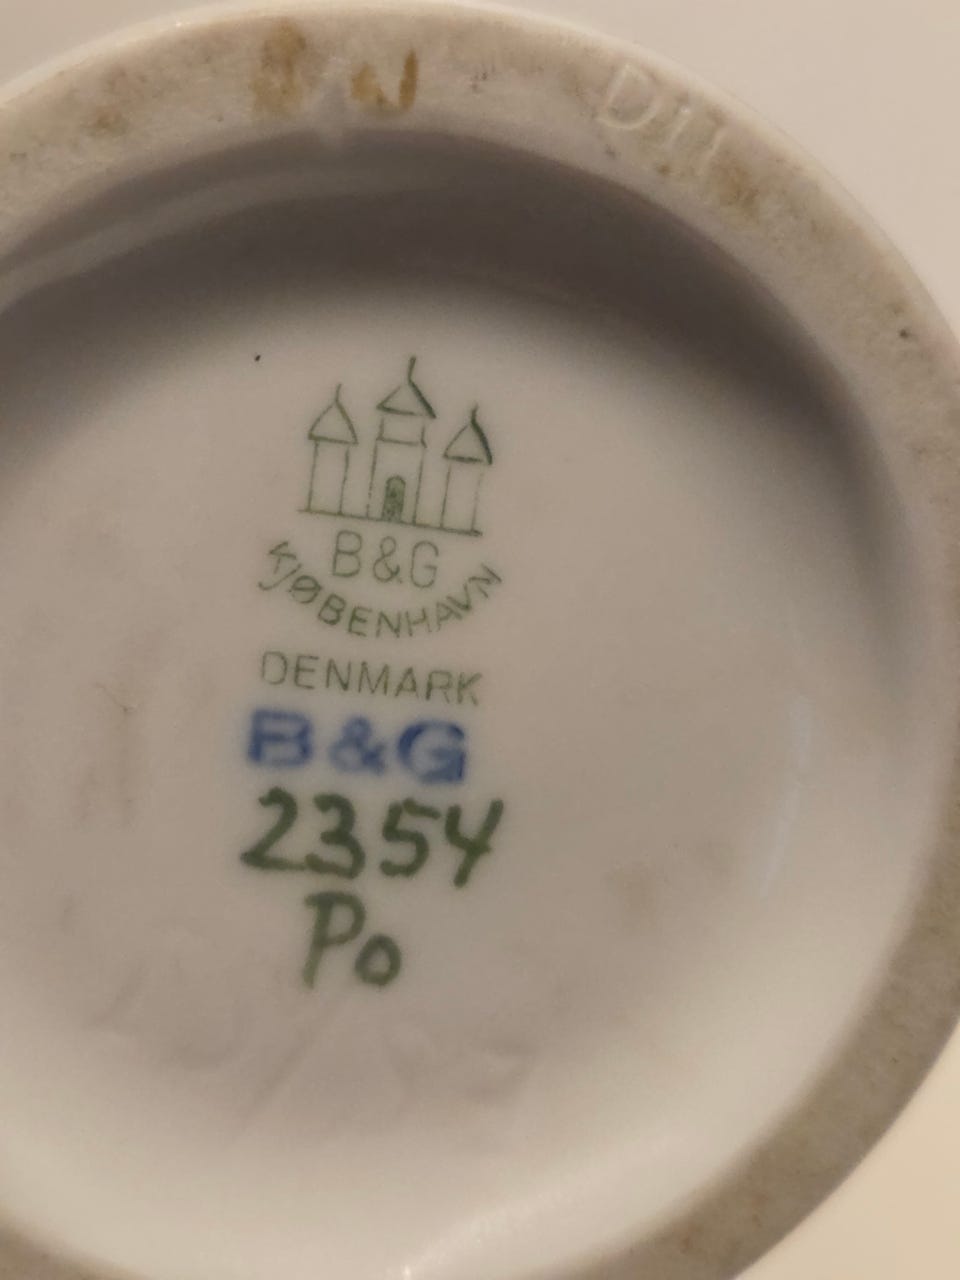 B&G
KJØBENHAVN
DENMARK
B&G
2354
Po